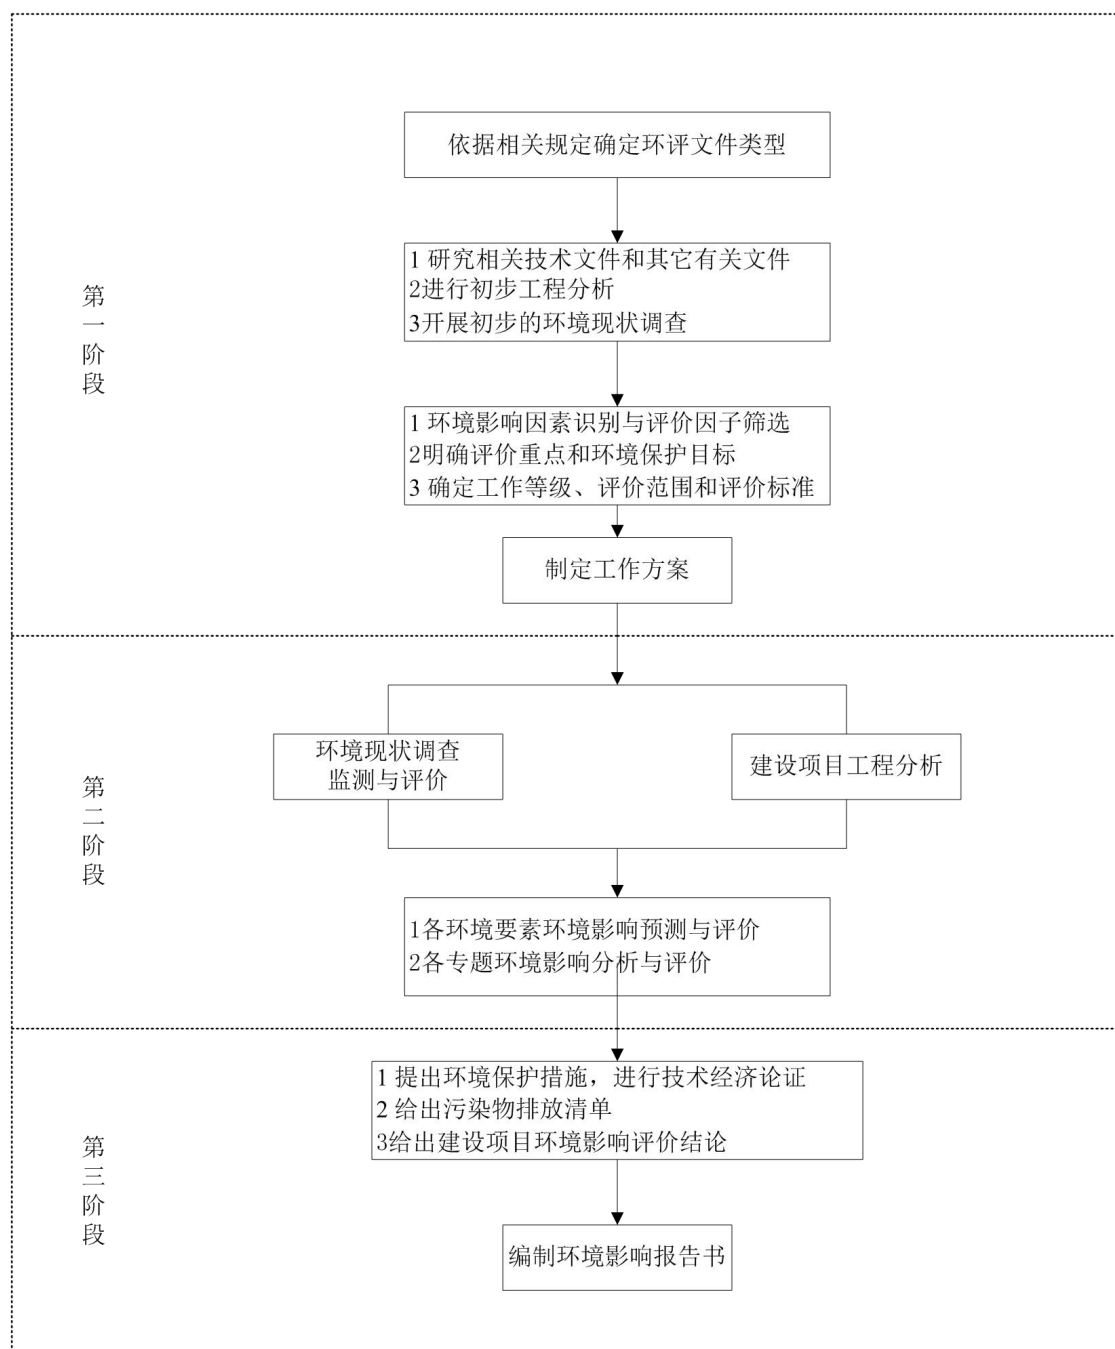 依据相关规定确定环评文件类型
1 研究相关技术文件和其它有关文件
2进行初步工程分析
3开展初步的环境现状调查
第一阶段
1 环境影响因素识别与评价因子筛选
2明确评价重点和环境保护目标
3 确定工作等级、评价范围和评价标准
制定工作方案
环境现状调查
监测与评价
建设项目工程分析
第二阶段
1各环境要素环境影响预测与评价
2各专题环境影响分析与评价
1 提出环境保护措施，进行技术经济论证
2 给出污染物排放清单
3给出建设项目环境影响评价结论
第三阶段
编制环境影响报告书